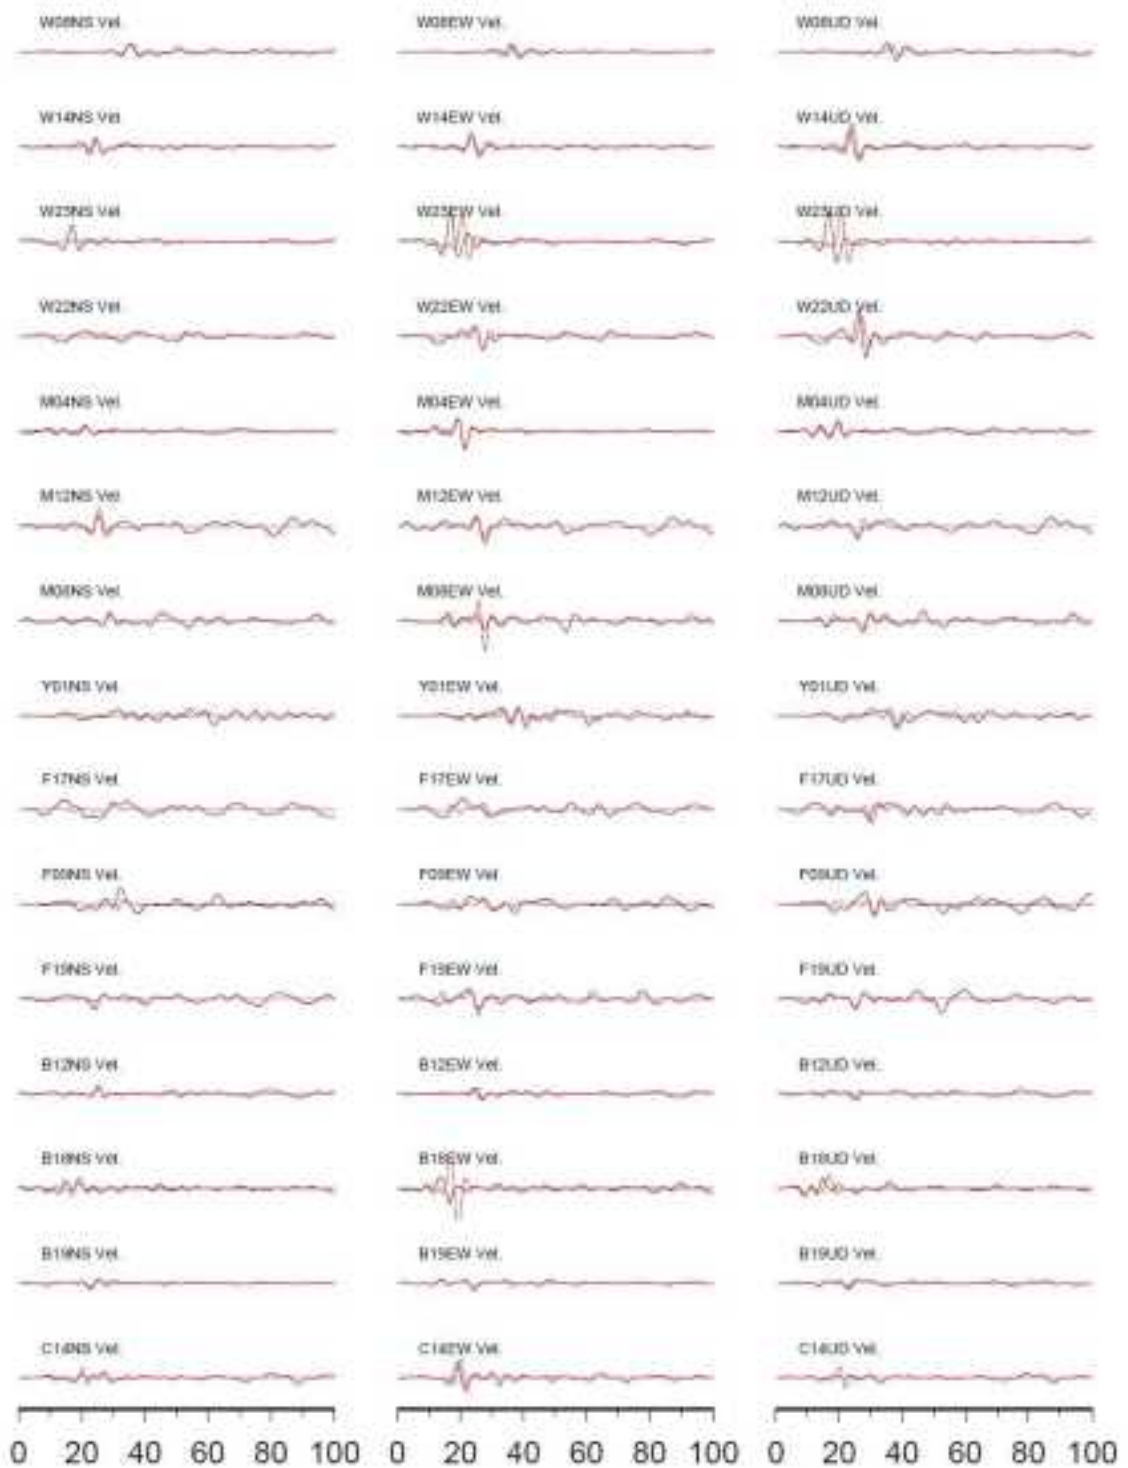 W08NS Vel. W08EW Vel. W08UD Vel.
W14NS Vel. W14EW Vel. W14UD Vel.
W25NS Vel. W25EW Vel. W25UD Vel.
W22NS Vel. W22EW Vel. W22UD Vel.
M04NS Vel. M04EW Vel. M04UD Vel.
M12NS Vel. M12EW Vel. M12UD Vel.
M08NS Vel. M08EW Vel. M08UD Vel.
Y01NS Vel. Y01EW Vel. Y01UD Vel.
F17NS Vel. F17EW Vel. F17UD Vel.
F09NS Vel. F09EW Vel. F09UD Vel.
F19NS Vel. F19EW Vel. F19UD Vel.
B12NS Vel. B12EW Vel. B12UD Vel.
B18NS Vel. B18EW Vel. B18UD Vel.
B19NS Vel. B19EW Vel. B19UD Vel.
C14NS Vel. C14EW Vel. C14UD Vel.
0 20 40 60 80 100 0 20 40 60 80 100 0 20 40 60 80 100